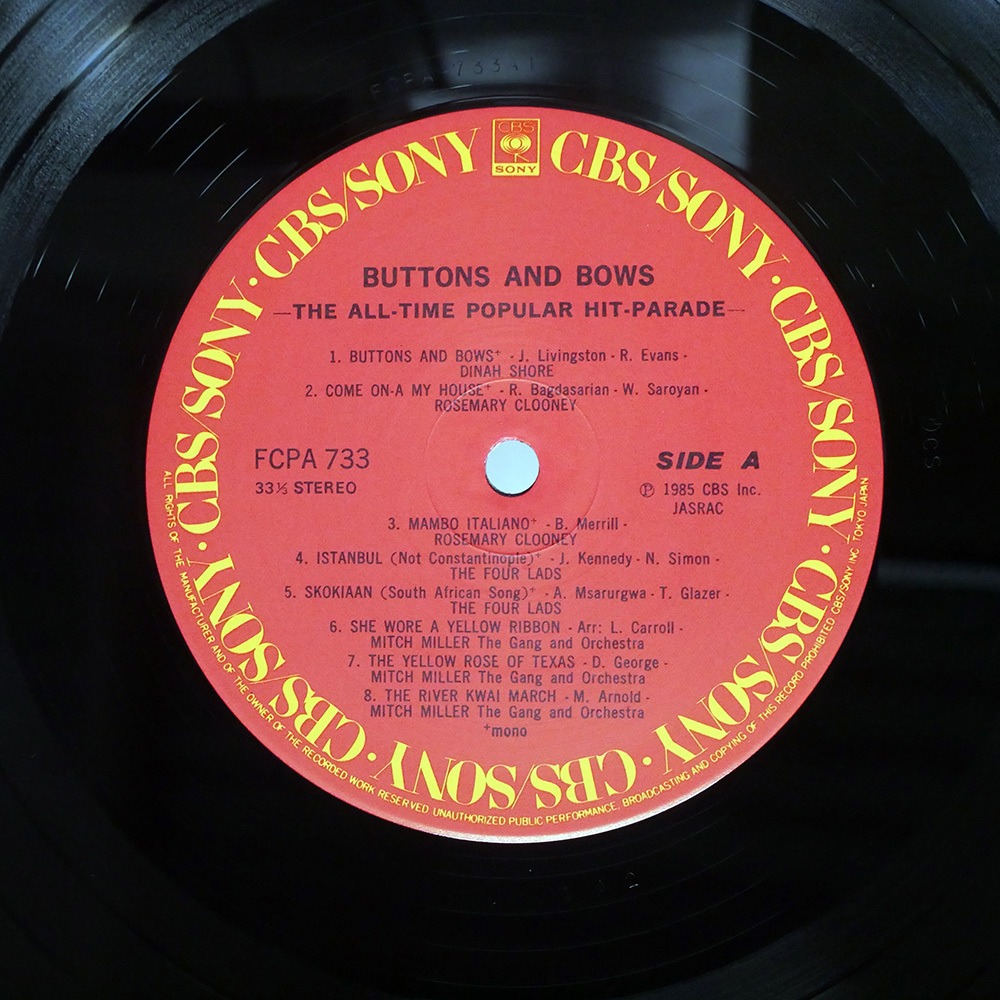 CBS
SONY
CBS/SONY · CBS/SONY · CBS/SONY · CBS/SONY · CBS/SONY · CBS/SONY · CBS/SONY · CBS/SONY
BUTTONS AND BOWS
—THE ALL-TIME POPULAR HIT-PARADE—
1. BUTTONS AND BOWS+ - J. Livingston - R. Evans -
DINAH SHORE
2. COME ON-A MY HOUSE+ - R. Bagdasarian - W. Saroyan -
ROSEMARY CLOONEY
FCPA 733
33⅓ STEREO
SIDE A
Ⓟ 1985 CBS Inc.
JASRAC
3. MAMBO ITALIANO+ - B. Merrill -
ROSEMARY CLOONEY
4. ISTANBUL (Not Constantinople)+ - J. Kennedy - N. Simon -
THE FOUR LADS
5. SKOKIAAN (South African Song)+ - A. Msarurgwa - T. Glazer -
THE FOUR LADS
6. SHE WORE A YELLOW RIBBON - Arr: L. Carroll -
MITCH MILLER The Gang and Orchestra
7. THE YELLOW ROSE OF TEXAS - D. George -
MITCH MILLER The Gang and Orchestra
8. THE RIVER KWAI MARCH - M. Arnold -
MITCH MILLER The Gang and Orchestra
+mono
ALL RIGHTS OF THE MANUFACTURER AND OF THE OWNER OF THE RECORDED WORK RESERVED. UNAUTHORIZED PUBLIC PERFORMANCE, BROADCASTING AND COPYING OF THIS RECORD PROHIBITED CBS/SONY INC TOKYO JAPAN